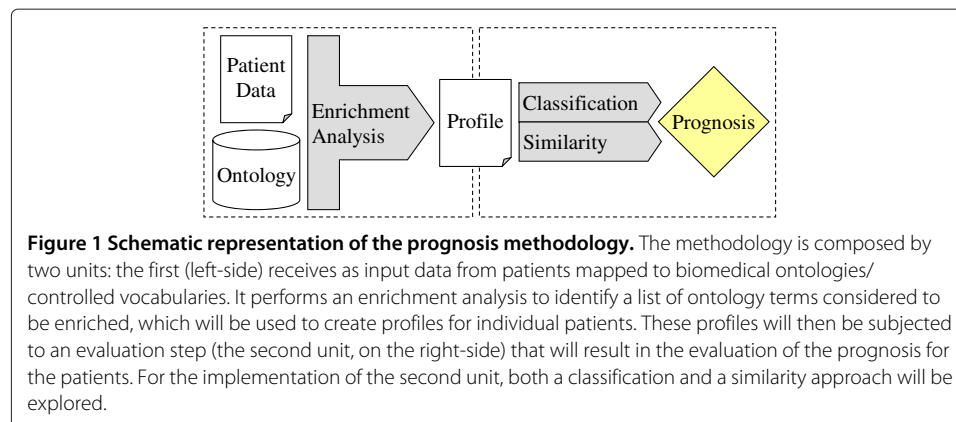 Patient
Data
Ontology
Enrichment
Analysis
Profile
Classification
Similarity
Prognosis
Figure 1 Schematic representation of the prognosis methodology. The methodology is composed by
two units: the first (left-side) receives as input data from patients mapped to biomedical ontologies/
controlled vocabularies. It performs an enrichment analysis to identify a list of ontology terms considered to
be enriched, which will be used to create profiles for individual patients. These profiles will then be subjected
to an evaluation step (the second unit, on the right-side) that will result in the evaluation of the prognosis for
the patients. For the implementation of the second unit, both a classification and a similarity approach will be
explored.